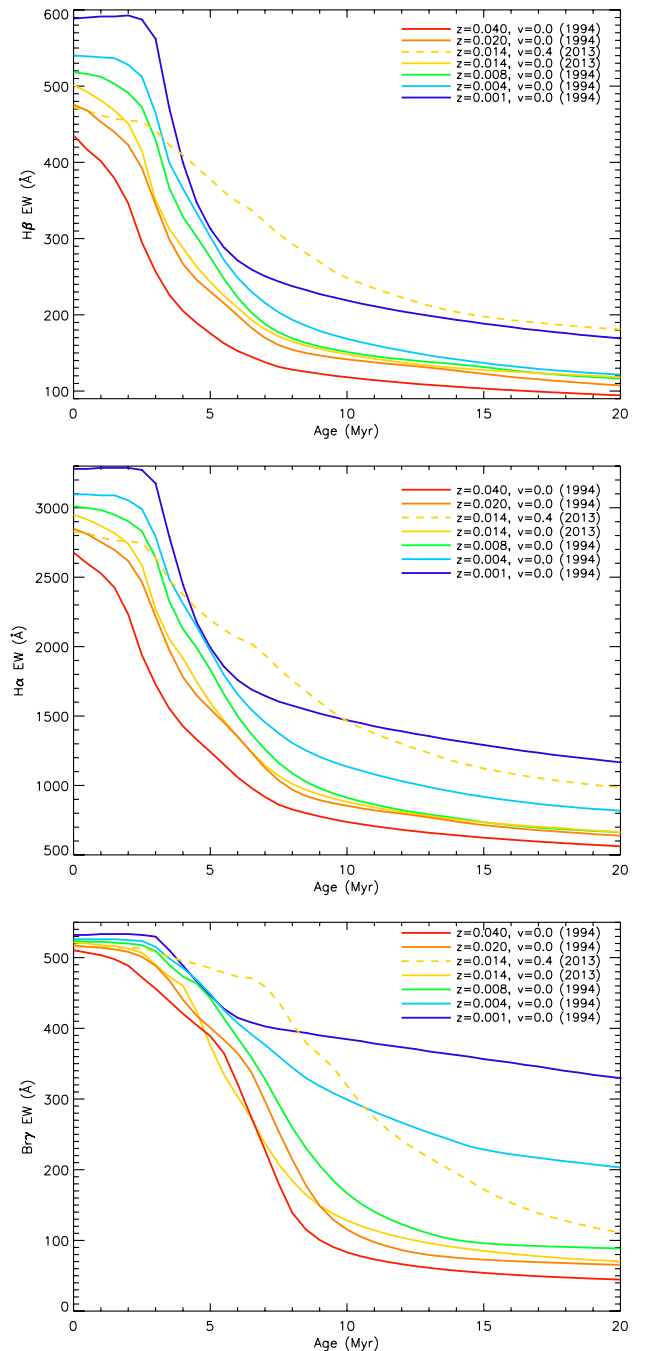 600
500
400
300
200
100
Hβ EW (Å)
z=0.040, v=0.0 (1994)
z=0.020, v=0.0 (1994)
z=0.014, v=0.4 (2013)
z=0.014, v=0.0 (2013)
z=0.008, v=0.0 (1994)
z=0.004, v=0.0 (1994)
z=0.001, v=0.0 (1994)
0 5 10 15 20
Age (Myr)
3000
2500
2000
1500
1000
500
Hα EW (Å)
z=0.040, v=0.0 (1994)
z=0.020, v=0.0 (1994)
z=0.014, v=0.4 (2013)
z=0.014, v=0.0 (2013)
z=0.008, v=0.0 (1994)
z=0.004, v=0.0 (1994)
z=0.001, v=0.0 (1994)
0 5 10 15 20
Age (Myr)
500
400
300
200
100
0
Brγ EW (Å)
z=0.040, v=0.0 (1994)
z=0.020, v=0.0 (1994)
z=0.014, v=0.4 (2013)
z=0.014, v=0.0 (2013)
z=0.008, v=0.0 (1994)
z=0.004, v=0.0 (1994)
z=0.001, v=0.0 (1994)
0 5 10 15 20
Age (Myr)